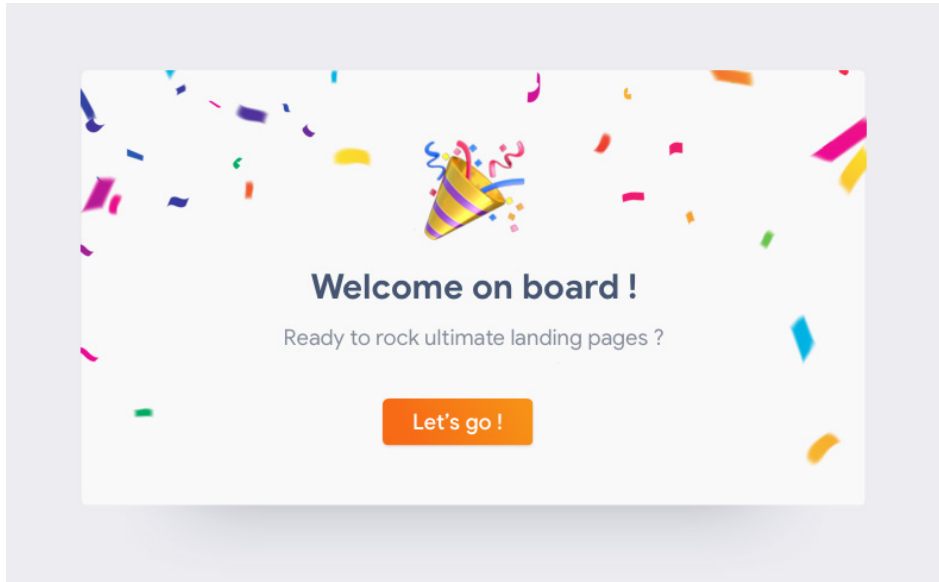 Welcome on board !
Ready to rock ultimate landing pages ?
Let's go !